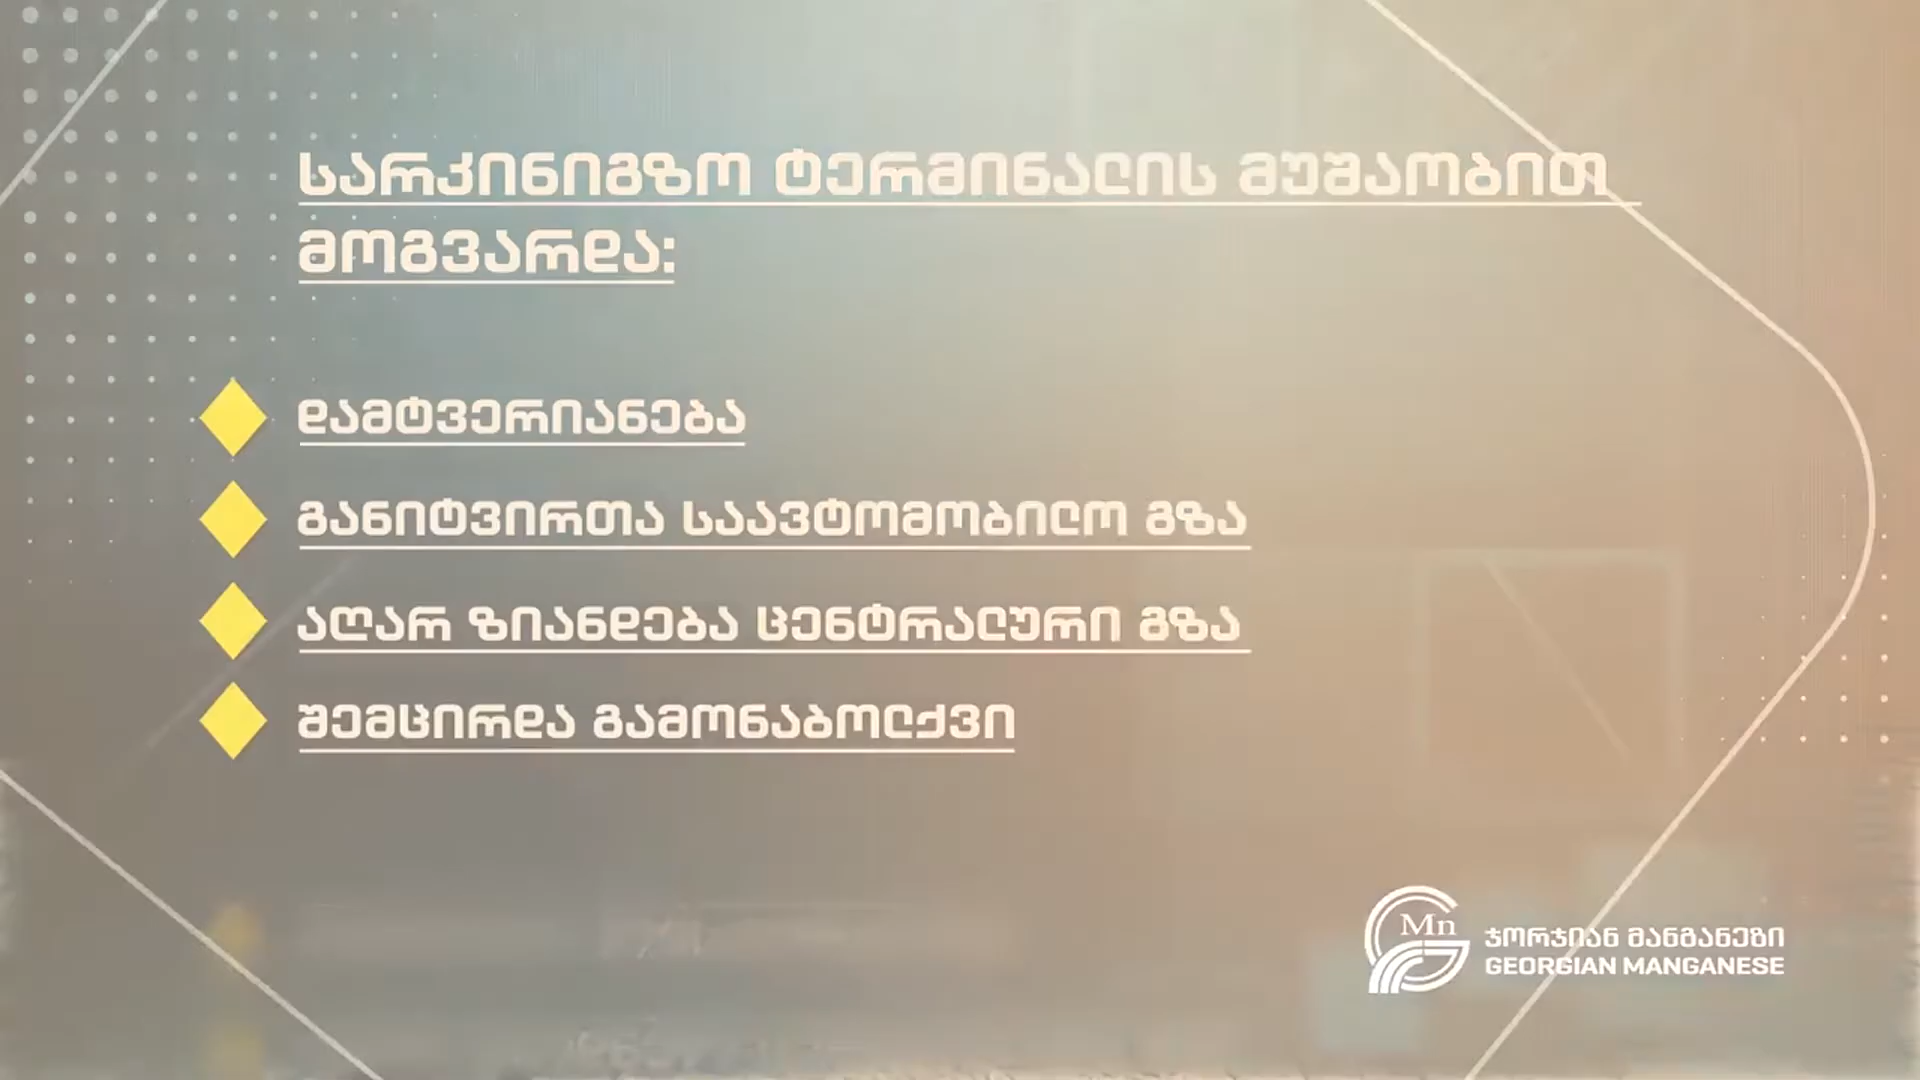 სარკინიგზო ტერმინალის მუშაობით
მოგვარდა:
დამტვერიანება
განიტვირთა საავტომობილო გზა
აღარ ზიანდება ცენტრალური გზა
შემცირდა გამონაბოლქვი
Mn
ჯორჯიან მანგანეზი
GEORGIAN MANGANESE